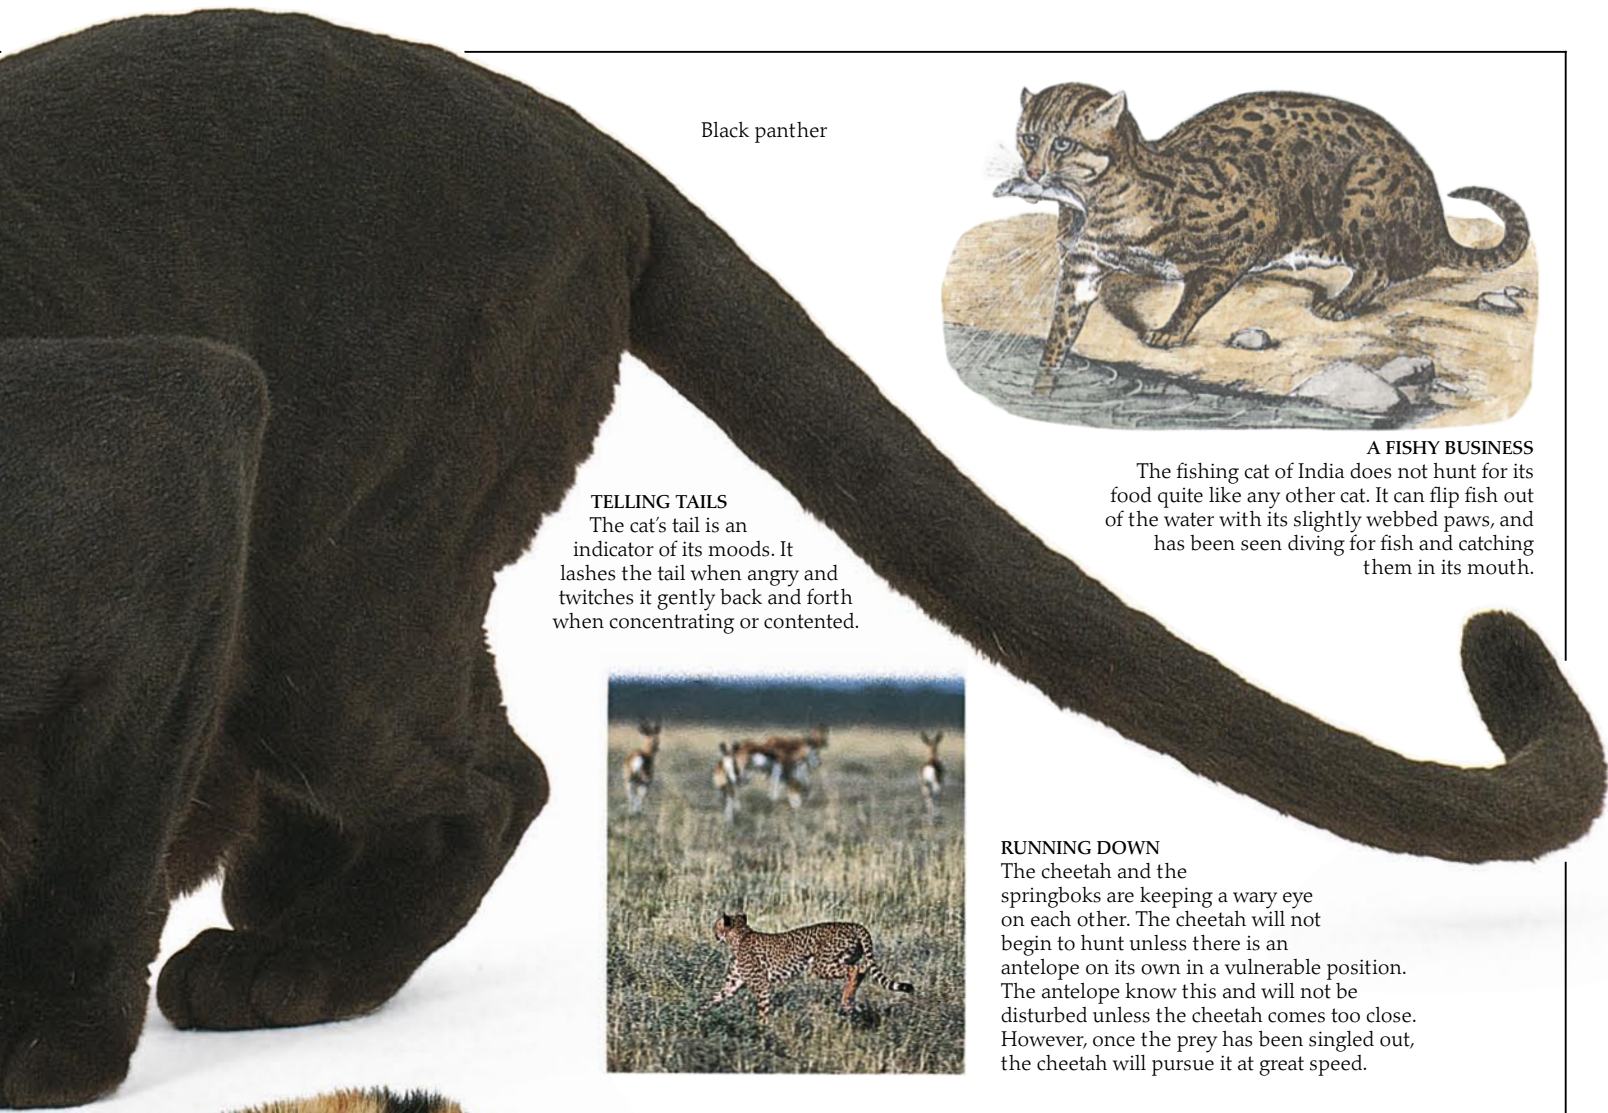 Black panther
A FISHY BUSINESS
The fishing cat of India does not hunt for its
food quite like any other cat. It can flip fish out
of the water with its slightly webbed paws, and
has been seen diving for fish and catching
them in its mouth.
TELLING TAILS
The cat’s tail is an
indicator of its moods. It
lashes the tail when angry and
twitches it gently back and forth
when concentrating or contented.
RUNNING DOWN
The cheetah and the
springboks are keeping a wary eye
on each other. The cheetah will not
begin to hunt unless there is an
antelope on its own in a vulnerable position.
The antelope know this and will not be
disturbed unless the cheetah comes too close.
However, once the prey has been singled out,
the cheetah will pursue it at great speed.